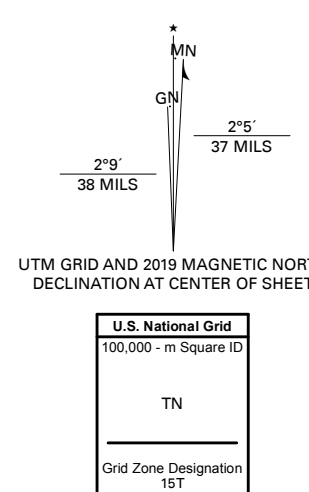 ★
MN
GN
2°5´
37 MILS
2°9´
38 MILS
UTM GRID AND 2019 MAGNETIC NORT
DECLINATION AT CENTER OF SHEET
U.S. National Grid
100,000 - m Square ID
TN
Grid Zone Designation
15T